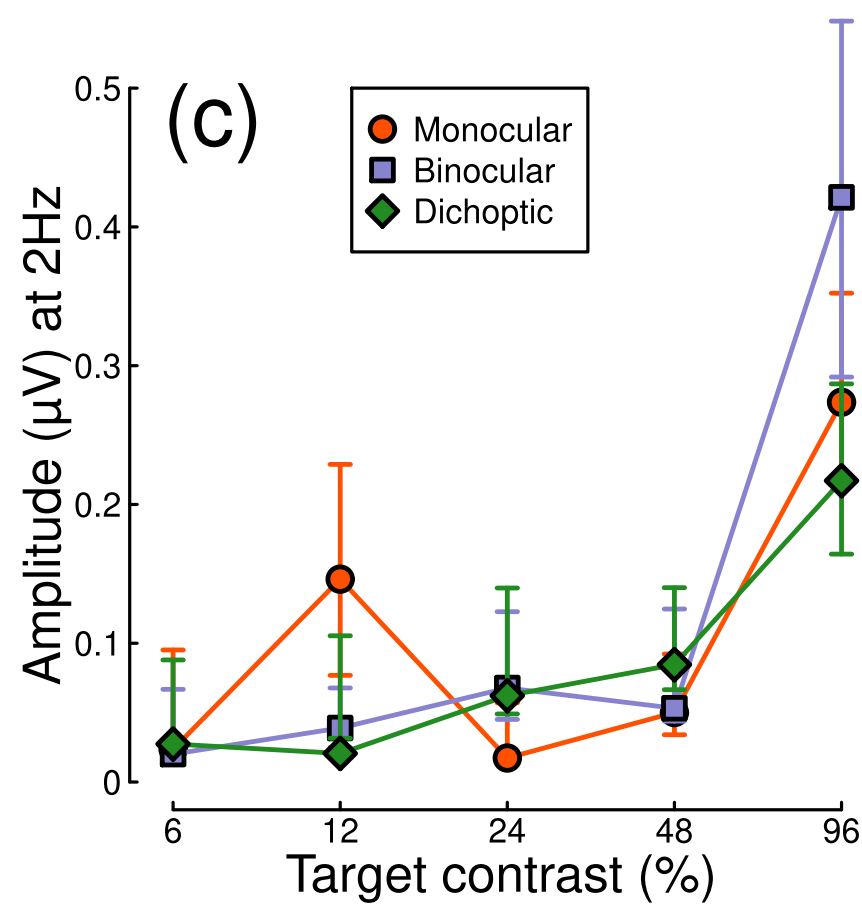 (c)
Monocular
Binocular
Dichoptic
Amplitude (µV) at 2Hz
0.5
0.4
0.3
0.2
0.1
0
6 12 24 48 96
Target contrast (%)